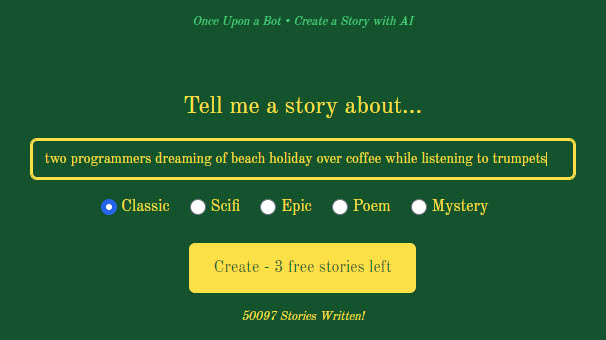 Once Upon a Bot • Create a Story with AI
Tell me a story about...
two programmers dreaming of beach holiday over coffee while listening to trumpets
Classic Scifi Epic Poem Mystery
Create - 3 free stories left
50097 Stories Written!